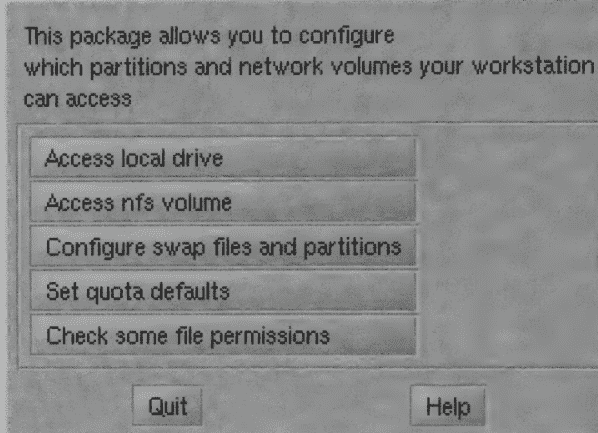 This package allows you to configure
which partitions and network volumes your workstation
can access
Access local drive
Access nfs volume
Configure swap files and partitions
Set quota defaults
Check some file permissions
Quit
Help